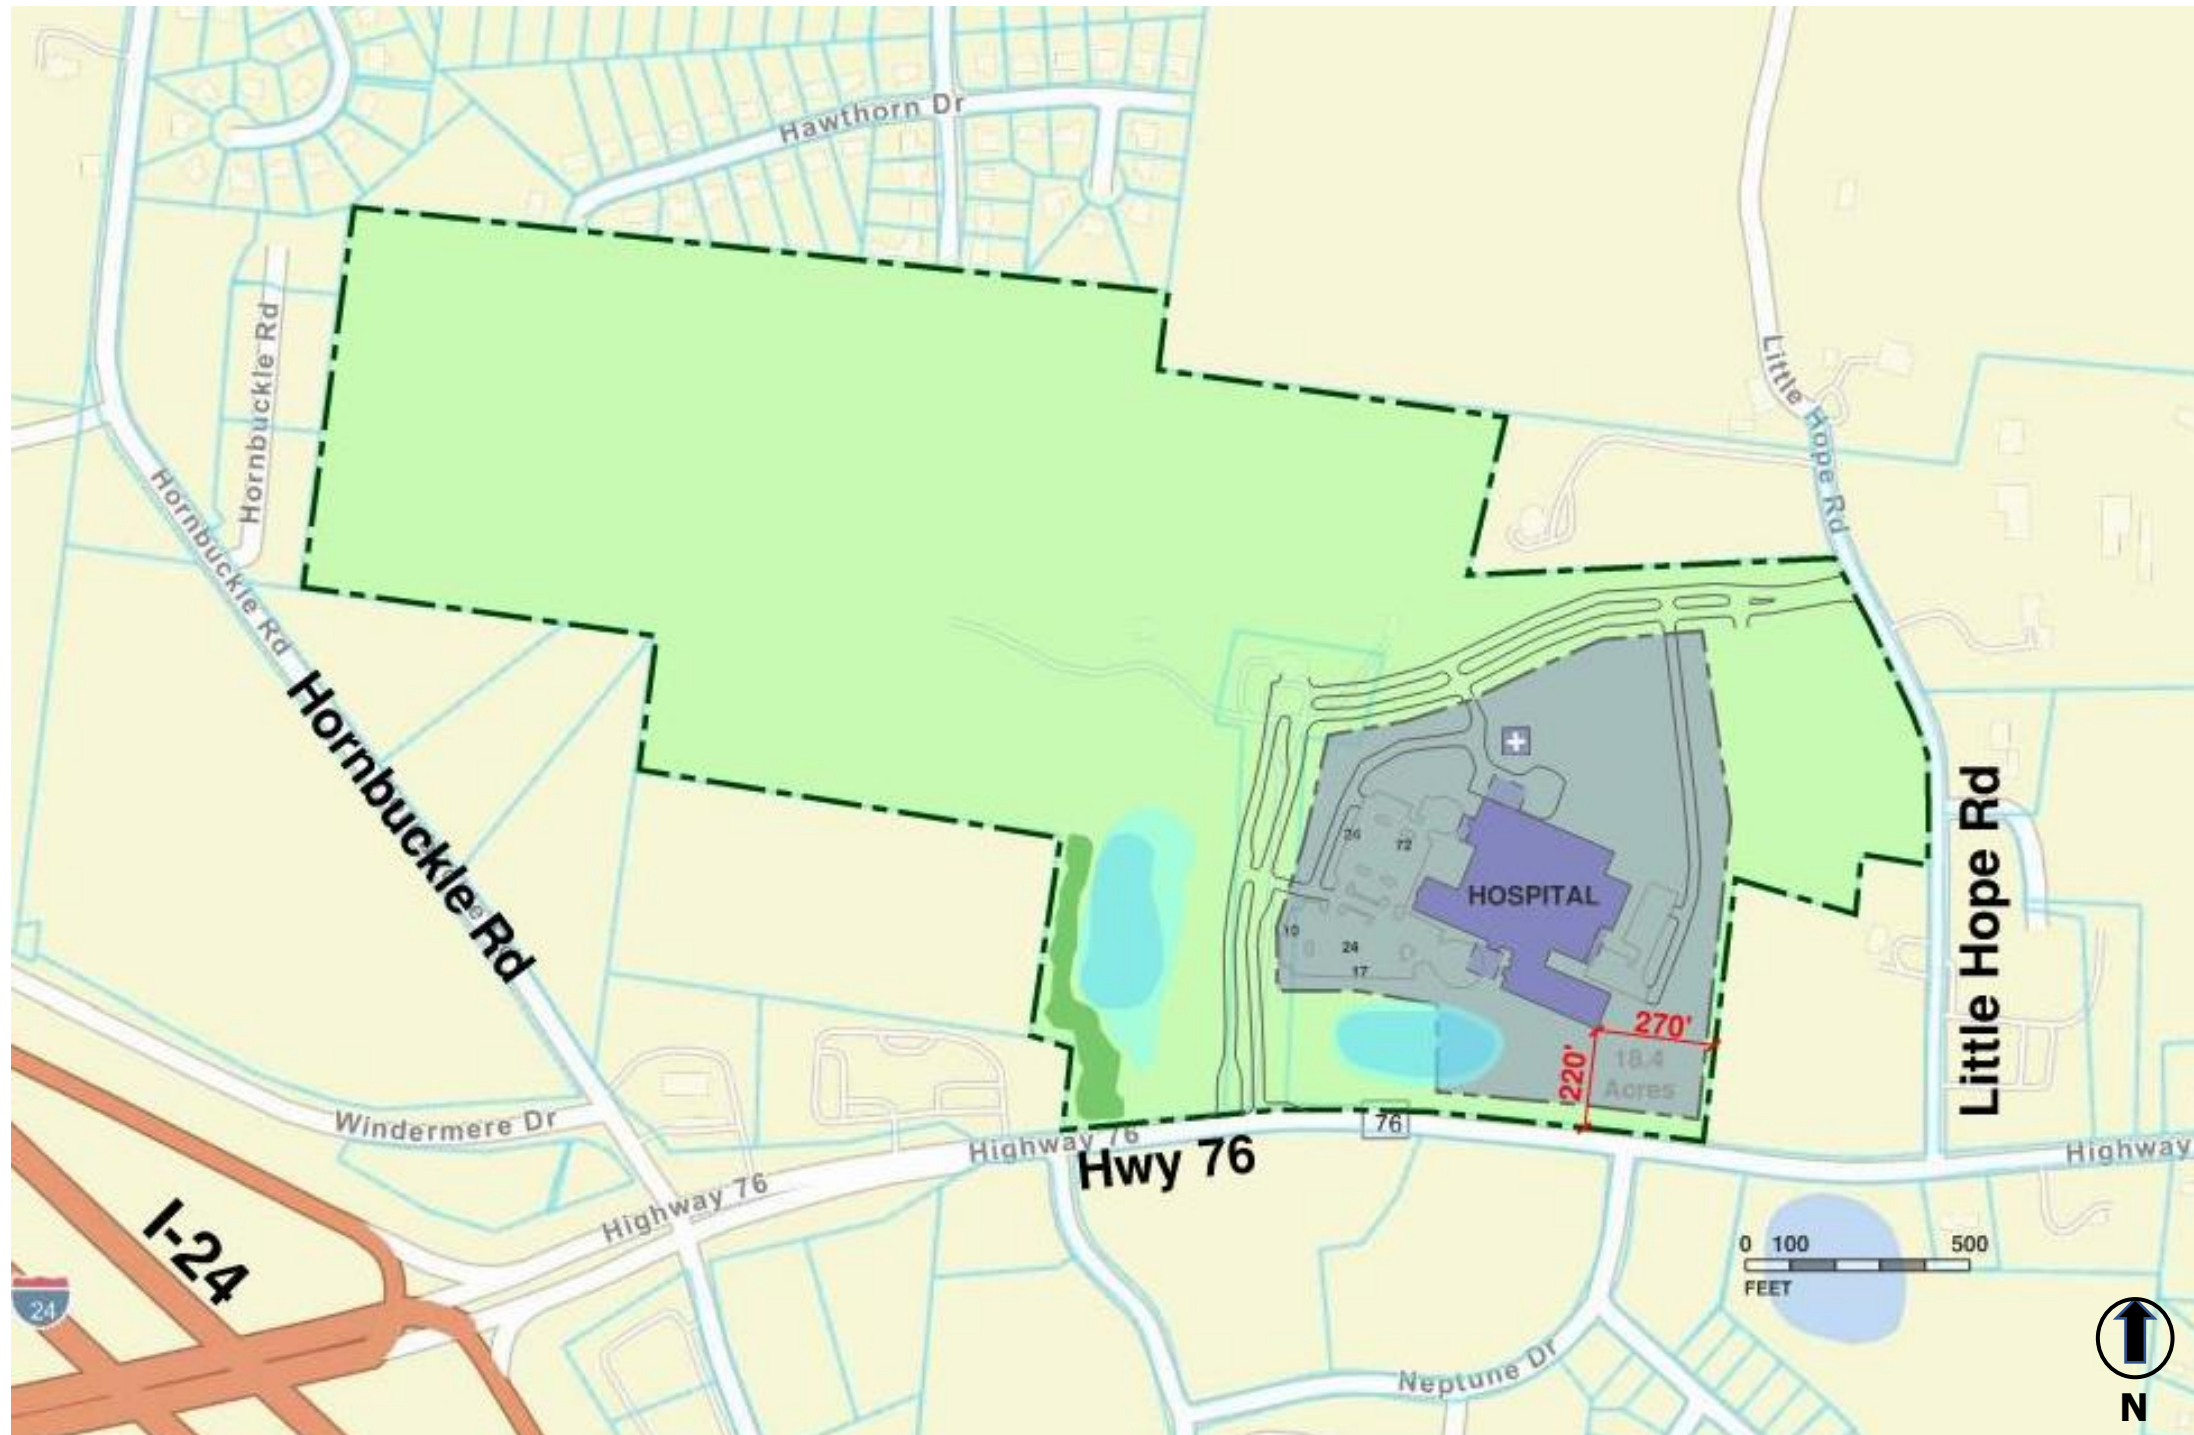 Hawthorn Dr
Little Hope Rd
Hornbuckle Rd
Hornbuckle Rd
Hornbuckle Rd
e
Little Hope Rd
24
72
HOSPITAL
10
24
17
270'
220'
18.4
Acres
Windermere Dr
Highway 76
Highway 76
Hwy 76
76
Highway
I-24
24
0 100 500
FEET
Neptune Dr
N